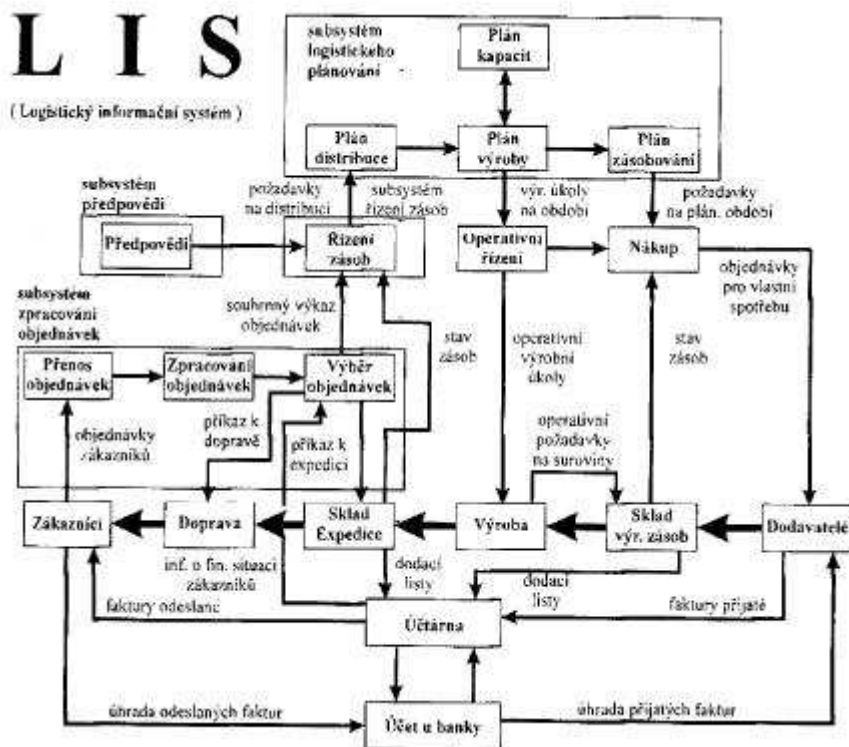 L I S
( Logistický informační systém )
subsystém
logistického
plánování
Plán
kapacit
Plán
distribuce
Plán
výroby
Plán
zásobování
subsystém
předpovědi
požadavky
na distribuci
subsystém
řízení zásob
výr. úkoly
na období
požadavky
na plán. období
Předpovědi
Řízení
zásob
Operativní
řízení
Nákup
objednávky
pro vlastní
spotřebu
subsystém
zpracování
objednávek
souhrnný výkaz
objednávek
stav
zásob
operativní
výrobní
úkoly
stav
zásob
Přenos
objednávek
Zpracování
objednávek
Výběr
objednávek
objednávky
zákazníků
příkaz k
dopravě
příkaz k
expedici
operativní
požadavky
na suroviny
Zákazníci
Doprava
Sklad
Expedice
Výroba
Sklad
výr. zásob
Dodavatelé
inf. o fin. situaci
zákazníků
dodací
listy
dodací
listy
faktury odeslané
Účtárna
faktury přijaté
úhrada odeslaných faktur
Účet u banky
úhrada přijatých faktur